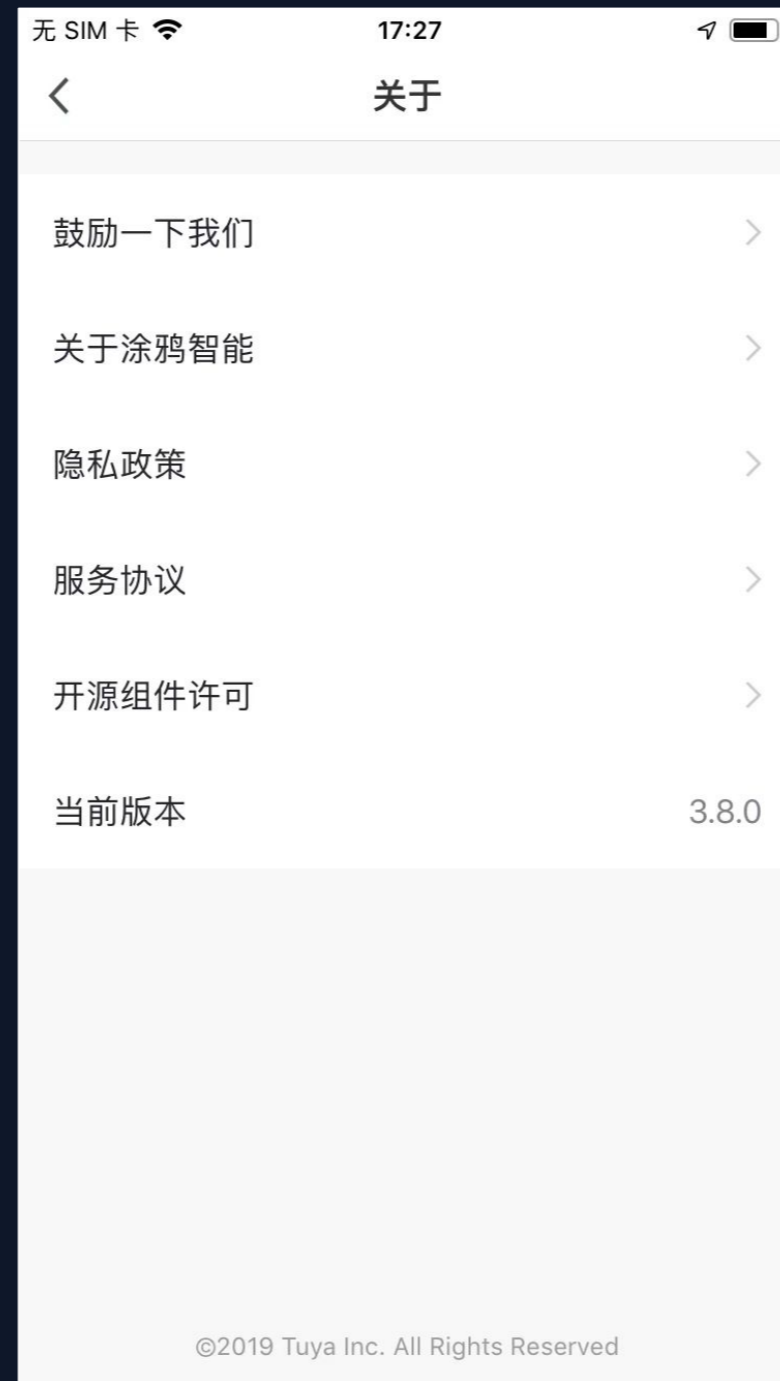 无 SIM 卡 17:27
关于
鼓励一下我们
关于涂鸦智能
隐私政策
服务协议
开源组件许可
当前版本 3.8.0
©2019 Tuya Inc. All Rights Reserved